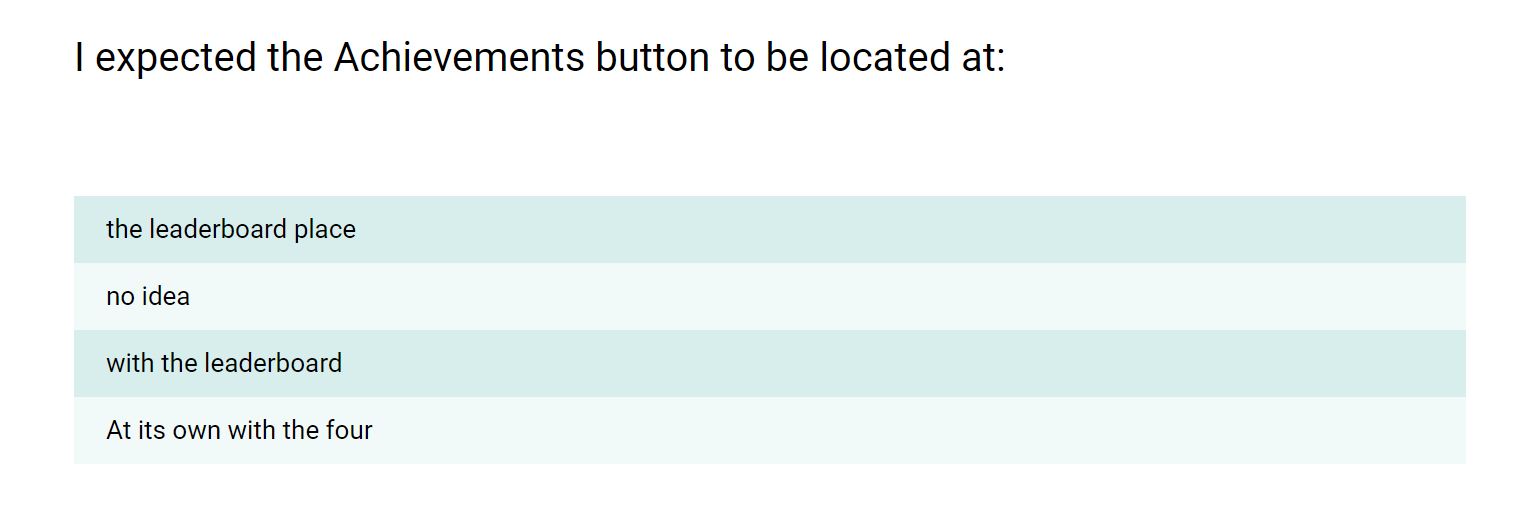 I expected the Achievements button to be located at:
the leaderboard place
no idea
with the leaderboard
At its own with the four